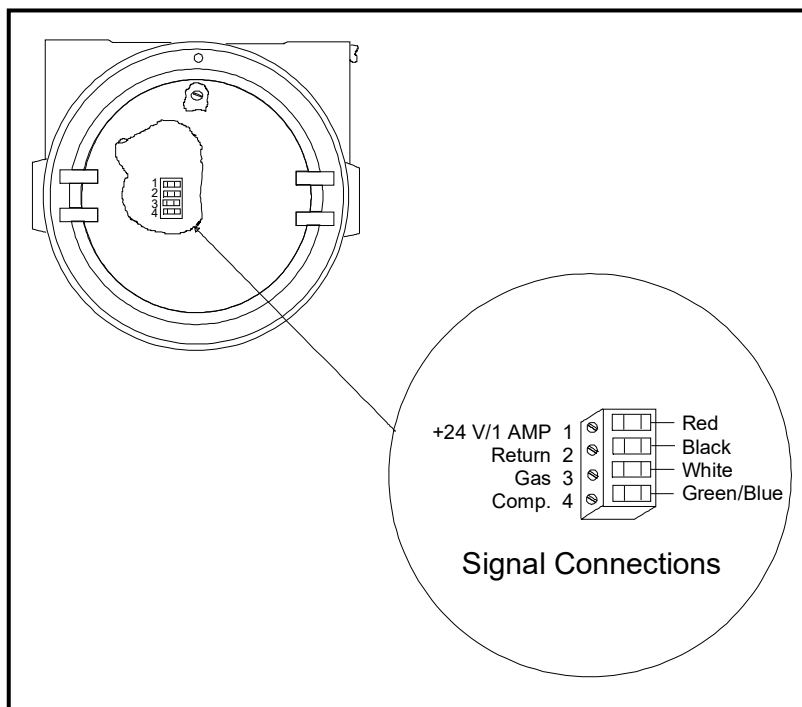 1
2
3
4
+24 V/1 AMP 1 Red
Return 2 Black
Gas 3 White
Comp. 4 Green/Blue
Signal Connections